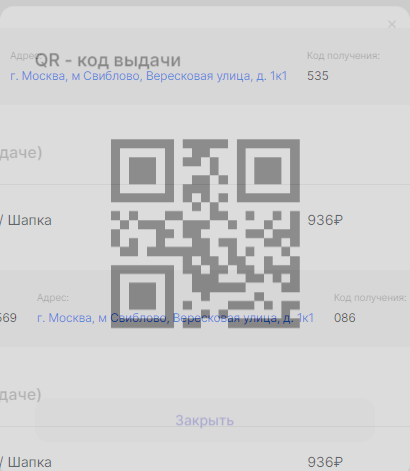 ×
Адрес:
Код получения:
QR - код выдачи
г. Москва, м Свиблово, Вересковая улица, д. 1к1
535
даче)
/ Шапка
936₽
Адрес:
Код получения:
569
г. Москва, м Свиблово, Вересковая улица, д. 1к1
086
даче)
Закрыть
/ Шапка
936₽